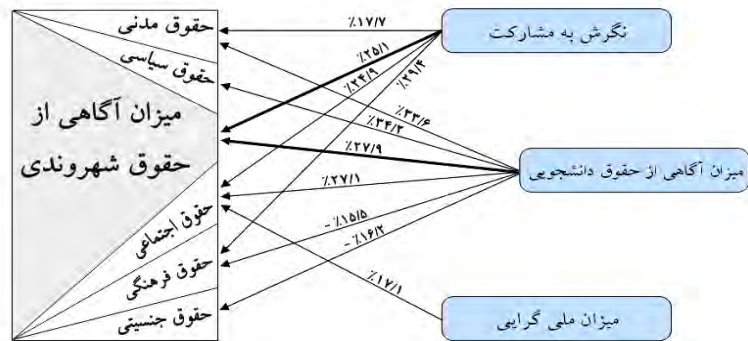 حقوق مدنی
حقوق سیاسی
میزان آگاهی از
حقوق شهروندی
حقوق اجتماعی
حقوق فرهنگی
حقوق جنسیتی
٪۱۷/۷
٪۲۵/۱
٪۲۴/۹
٪۲۹/۴
٪۳۳/۶
٪۳۴/۲
٪۲۷/۹
٪۲۷/۱
- ٪۱۵/۵
- ٪۱۶/۲
٪۱۷/۱
نگرش به مشارکت
میزان آگاهی از حقوق دانشجویی
میزان ملی گرایی